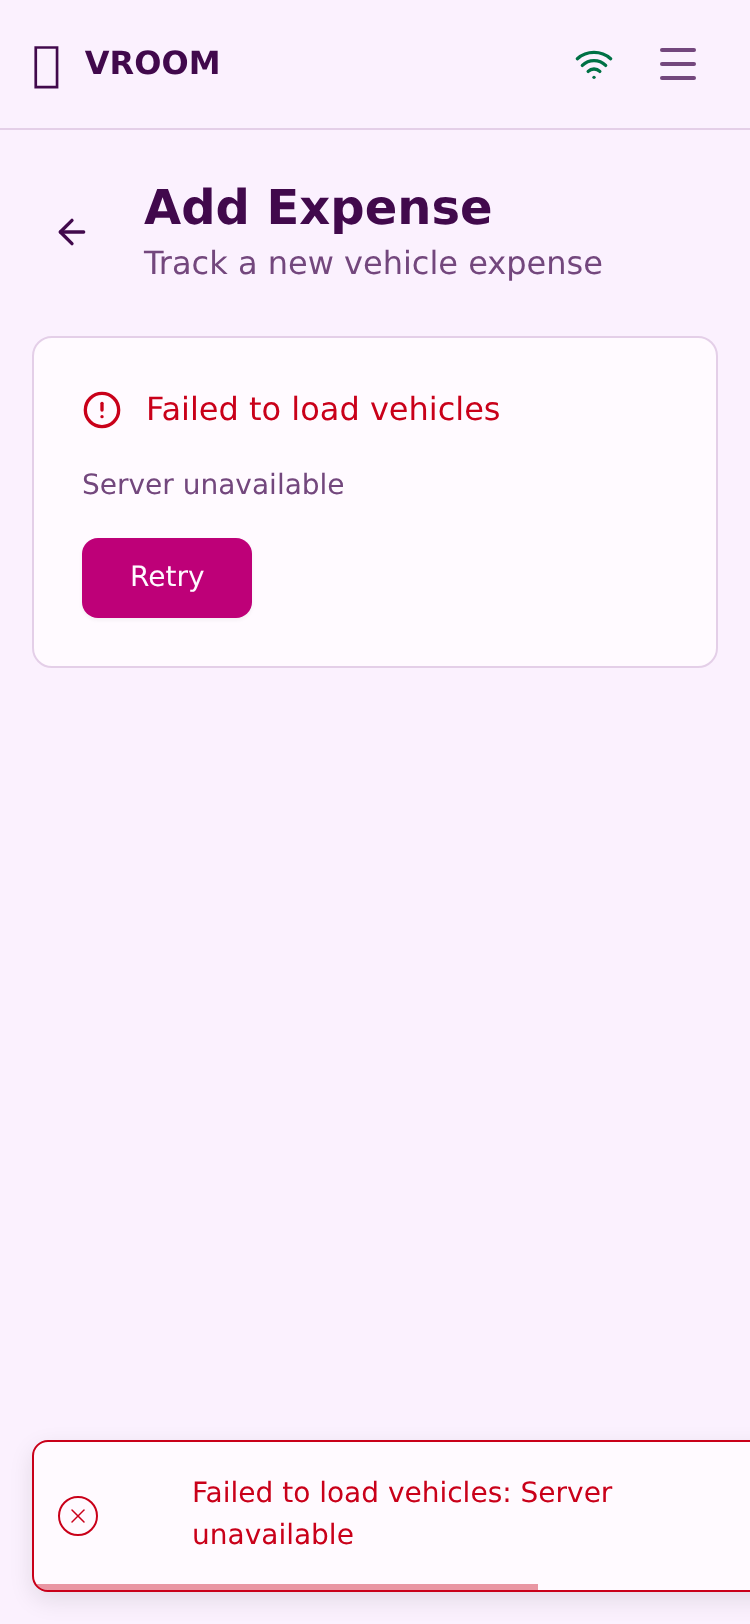 VROOM
Add Expense
Track a new vehicle expense
Failed to load vehicles
Server unavailable
Retry
Failed to load vehicles: Server
unavailable